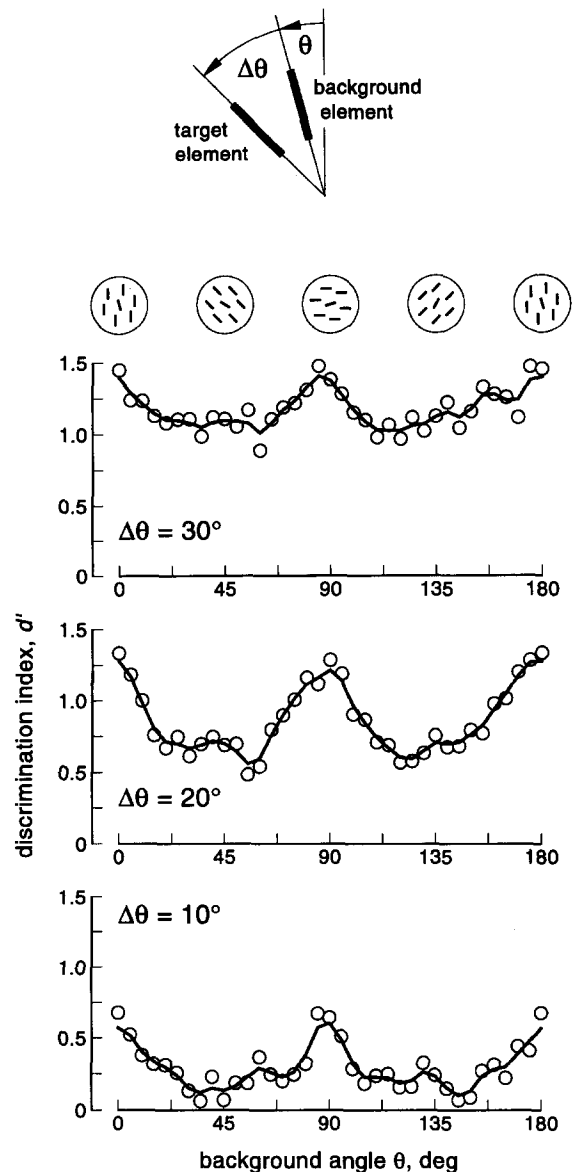 θ
Δθ
background
element
target
element
1.5
1.0
0.5
0
Δθ = 30°
0 45 90 135 180
1.5
1.0
0.5
0
Δθ = 20°
0 45 90 135 180
1.5
Δθ = 10°
1.0
0.5
0
0 45 90 135 180
discrimination index, d'
background angle θ, deg